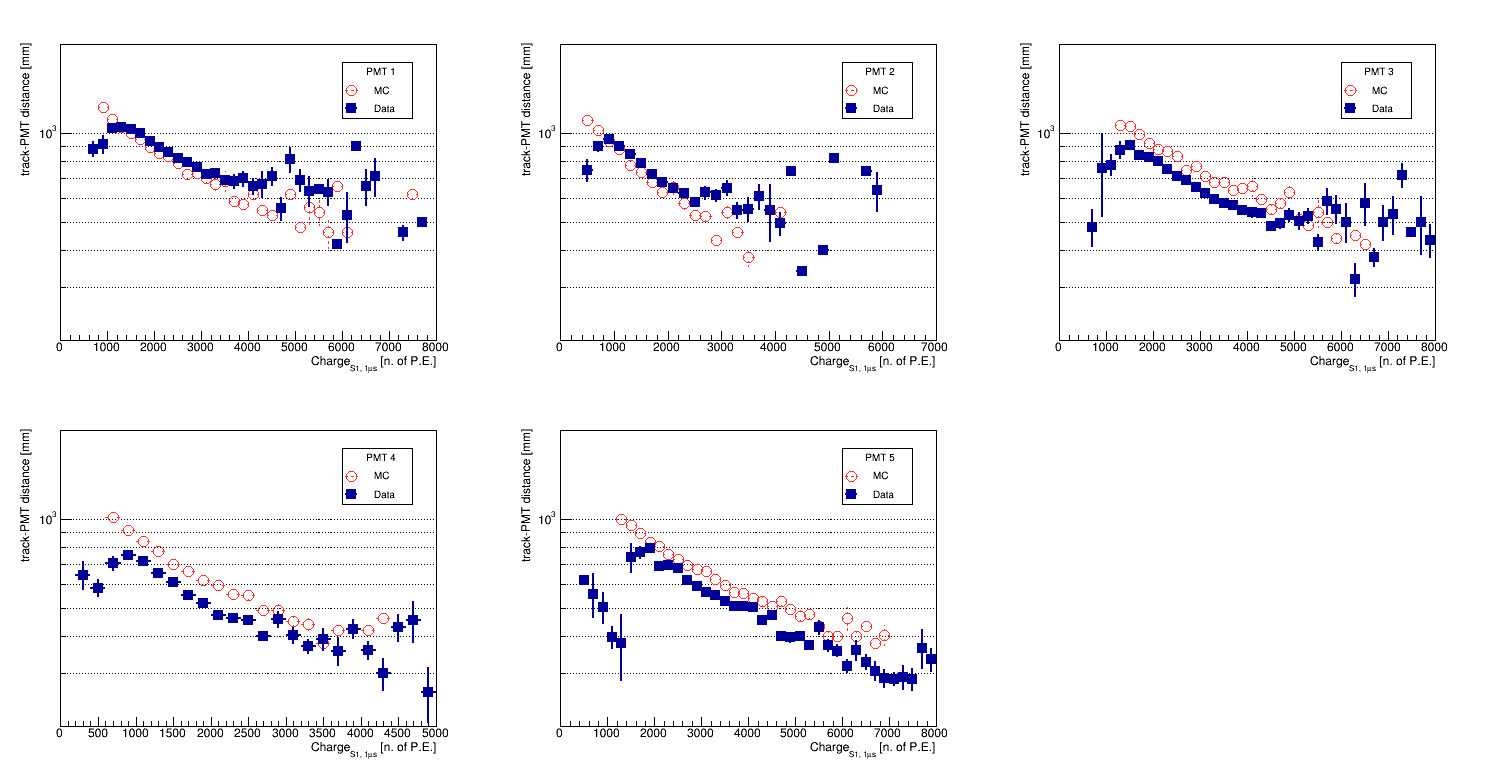 track-PMT distance [mm]
PMT 1
MC
Data
10³
0 1000 2000 3000 4000 5000 6000 7000 8000
Charge_S1, 1μs [n. of P.E.]
track-PMT distance [mm]
PMT 2
MC
Data
10³
0 1000 2000 3000 4000 5000 6000 7000
Charge_S1, 1μs [n. of P.E.]
track-PMT distance [mm]
PMT 3
MC
Data
10³
0 1000 2000 3000 4000 5000 6000 7000 8000
Charge_S1, 1μs [n. of P.E.]
track-PMT distance [mm]
PMT 4
MC
Data
10³
0 500 1000 1500 2000 2500 3000 3500 4000 4500 5000
Charge_S1, 1μs [n. of P.E.]
track-PMT distance [mm]
PMT 5
MC
Data
10³
0 1000 2000 3000 4000 5000 6000 7000 8000
Charge_S1, 1μs [n. of P.E.]